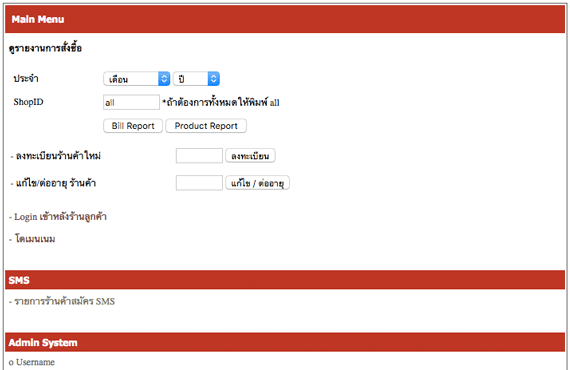 Main Menu
ดูรายงานการสั่งซื้อ
ประจำ เดือน ปี
ShopID all *ถ้าต้องการทั้งหมดให้พิมพ์ all
Bill Report Product Report
- ลงทะเบียนร้านค้าใหม่ ลงทะเบียน
- แก้ไข/ต่ออายุ ร้านค้า แก้ไข / ต่ออายุ
- Login เข้าหลังร้านลูกค้า
- โดเมนเนม
SMS
- รายการร้านค้าสมัคร SMS
Admin System
o Username